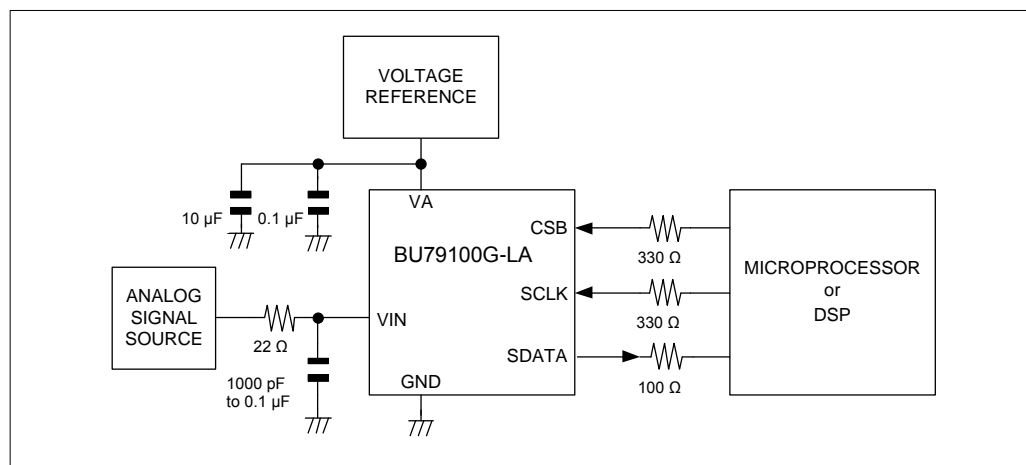 VOLTAGE
REFERENCE
10 µF
0.1 µF
VA
CSB
330 Ω
BU79100G-LA
MICROPROCESSOR
or
DSP
ANALOG
SIGNAL
SOURCE
22 Ω
VIN
SCLK
330 Ω
SDATA
100 Ω
1000 pF
to 0.1 µF
GND